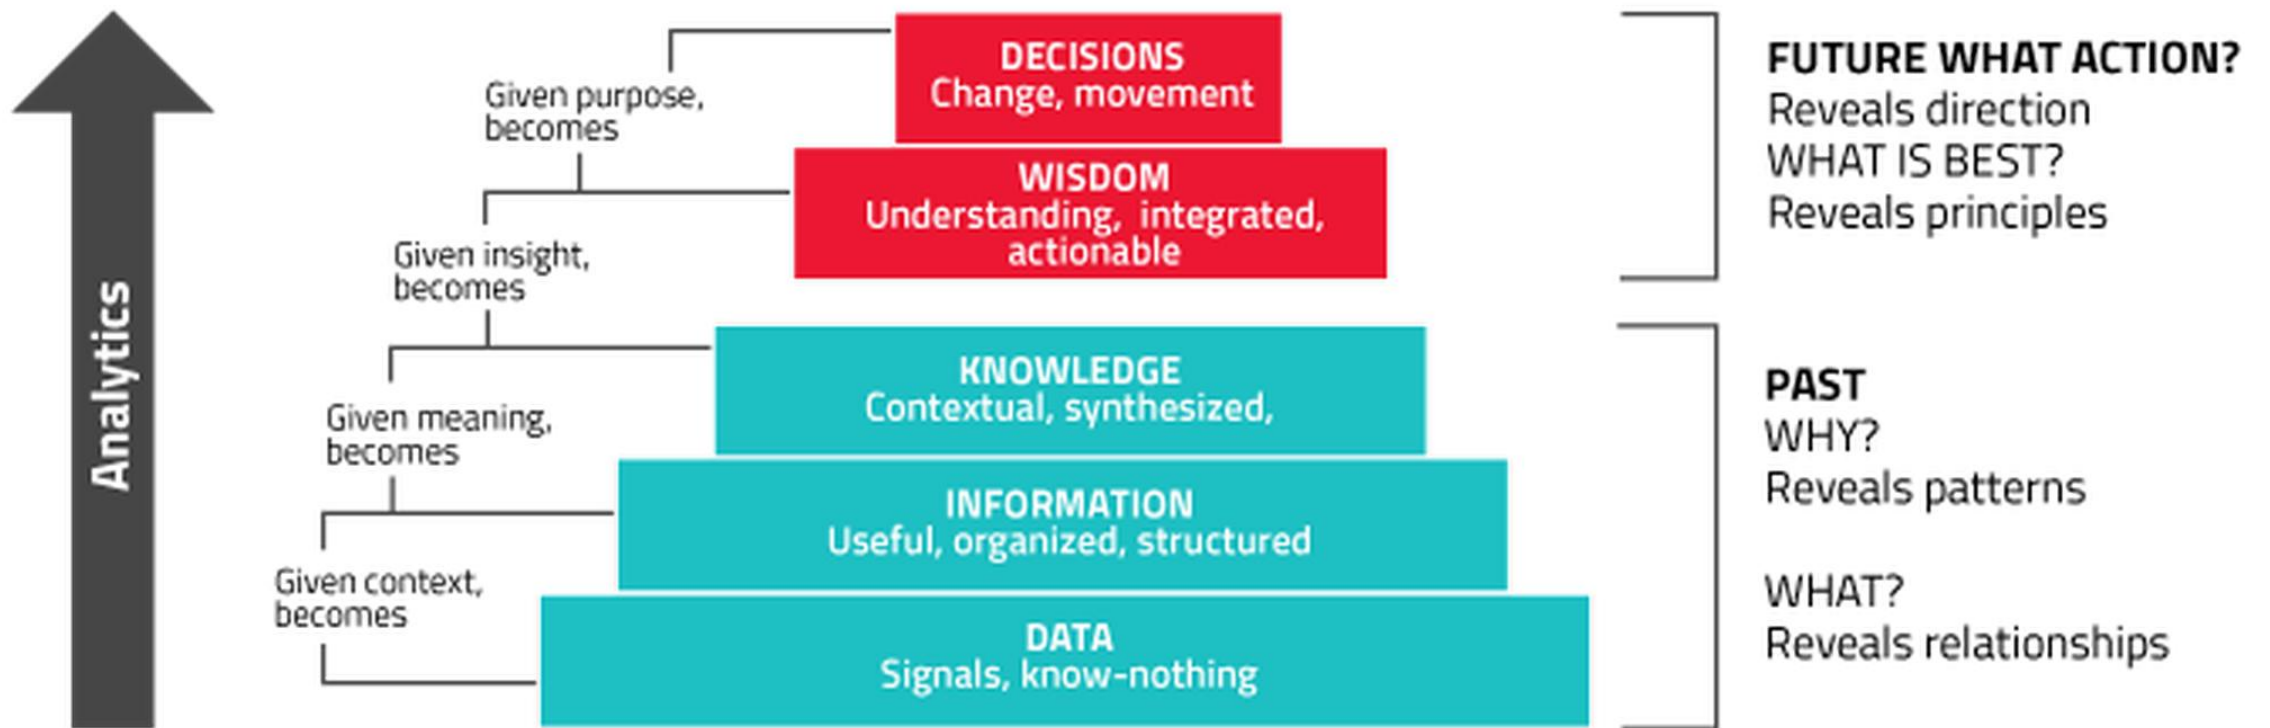 Analytics
Given purpose,
becomes
Given insight,
becomes
Given meaning,
becomes
Given context,
becomes
DECISIONS
Change, movement
WISDOM
Understanding, integrated,
actionable
KNOWLEDGE
Contextual, synthesized,
INFORMATION
Useful, organized, structured
DATA
Signals, know-nothing
FUTURE WHAT ACTION?
Reveals direction
WHAT IS BEST?
Reveals principles
PAST
WHY?
Reveals patterns
WHAT?
Reveals relationships